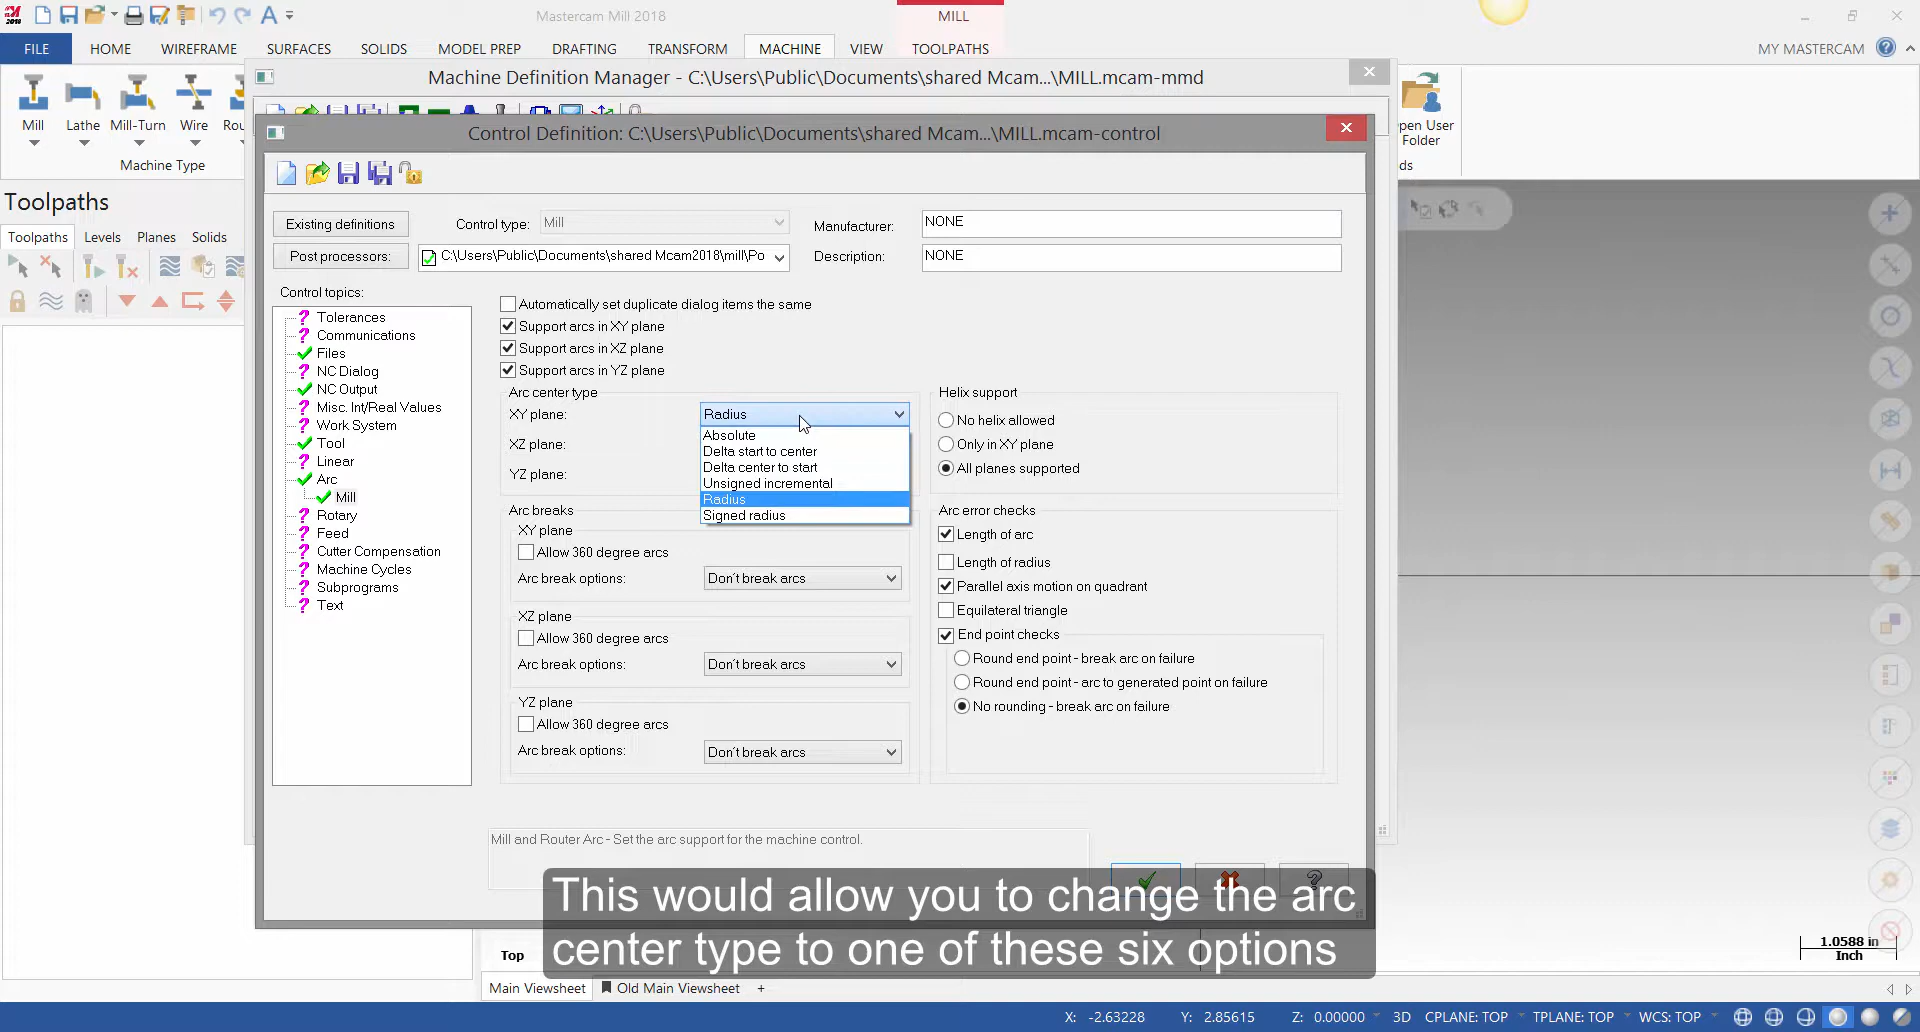 Mastercam Mill 2018
MILL
FILE
HOME
WIREFRAME
SURFACES
SOLIDS
MODEL PREP
DRAFTING
TRANSFORM
MACHINE
VIEW
TOOLPATHS
MY MASTERCAM
Machine Definition Manager - C:\Users\Public\Documents\shared Mcam...\MILL.mcam-mmd
Mill
Lathe
Mill-Turn
Wire
Machine Type
pen User
Folder
ds
Control Definition: C:\Users\Public\Documents\shared Mcam...\MILL.mcam-control
Toolpaths
Toolpaths
Levels
Planes
Solids
Existing definitions
Control type:
Mill
Manufacturer:
NONE
Post processors:
C:\Users\Public\Documents\shared Mcam2018\mill\Po
Description:
NONE
Control topics:
Tolerances
Communications
Files
NC Dialog
NC Output
Misc. Int/Real Values
Work System
Tool
Linear
Arc
Mill
Rotary
Feed
Cutter Compensation
Machine Cycles
Subprograms
Text
Automatically set duplicate dialog items the same
Support arcs in XY plane
Support arcs in XZ plane
Support arcs in YZ plane
Arc center type
XY plane:
Radius
XZ plane:
YZ plane:
Absolute
Delta start to center
Delta center to start
Unsigned incremental
Radius
Signed radius
Arc breaks
XY plane
Allow 360 degree arcs
Arc break options:
Don't break arcs
XZ plane
Allow 360 degree arcs
Arc break options:
Don't break arcs
YZ plane
Allow 360 degree arcs
Arc break options:
Don't break arcs
Helix support
No helix allowed
Only in XY plane
All planes supported
Arc error checks
Length of arc
Length of radius
Parallel axis motion on quadrant
Equilateral triangle
End point checks
Round end point - break arc on failure
Round end point - arc to generated point on failure
No rounding - break arc on failure
Mill and Router Arc - Set the arc support for the machine control.
This would allow you to change the arc
center type to one of these six options
Top
1.0588 in
Inch
Main Viewsheet
Old Main Viewsheet
+
X: -2.63228
Y: 2.85615
Z: 0.00000
3D
CPLANE: TOP
TPLANE: TOP
WCS: TOP